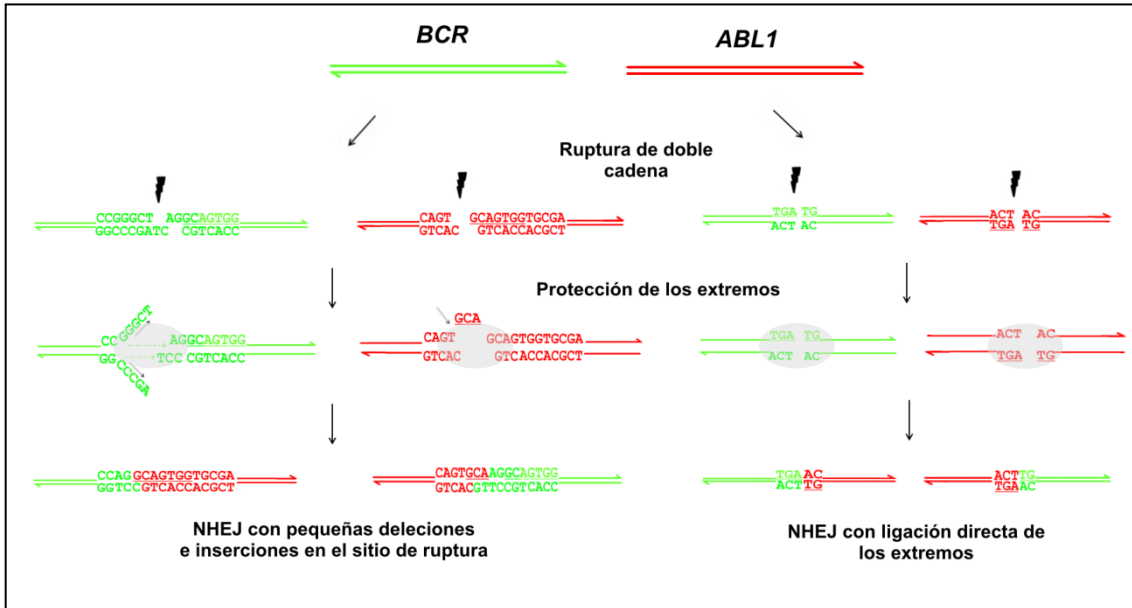 BCR ABL1
Ruptura de doble
cadena
CCGGGCT AGGCAGTGG CAGT GCAGTGGTGCGA TGA TG ACT AC
GGCCCGATC CGTCACC GTCAC GTCACCACGCT ACT AC TGA TG
Protección de los extremos
GCA
CCGGGCT AGGCAGTGG CAGT GCAGTGGTGCGA TGA TG ACT AC
GGCCCGA TCC CGTCACC GTCAC GTCACCACGCT ACT AC TGA TG
CCAGGCAGTGGTGCGA CAGTGCAAGGCAGTGG TGAAC ACTTG
GGTCCGTCACCACGCT GTCACGTTCCGTCACC ACTTG TGAAC
NHEJ con pequeñas deleciones
e inserciones en el sitio de ruptura
NHEJ con ligación directa de
los extremos